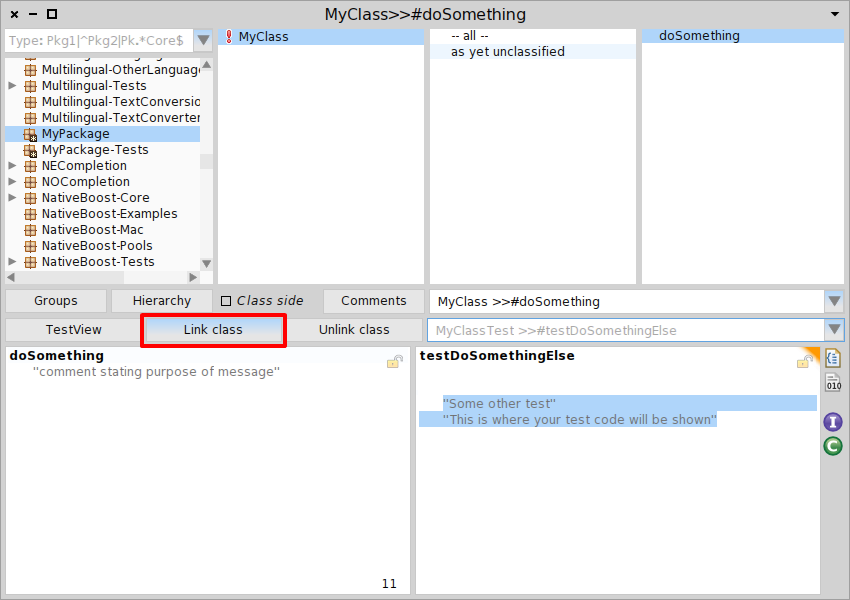 MyClass>>#doSomething
Type: Pkg1|^Pkg2|Pk.*Core$
Multilingual-OtherLanguage
Multilingual-Tests
Multilingual-TextConversio
Multilingual-TextConverter
MyPackage
MyPackage-Tests
NECompletion
NOCompletion
NativeBoost-Core
NativeBoost-Examples
NativeBoost-Mac
NativeBoost-Pools
NativeBoost-Tests
MyClass
-- all --
as yet unclassified
doSomething
Groups Hierarchy Class side Comments MyClass >>#doSomething
TestView Link class Unlink class MyClassTest >>#testDoSomethingElse
doSomething
"comment stating purpose of message"
11
testDoSomethingElse
"Some other test"
"This is where your test code will be shown"
010
I
C